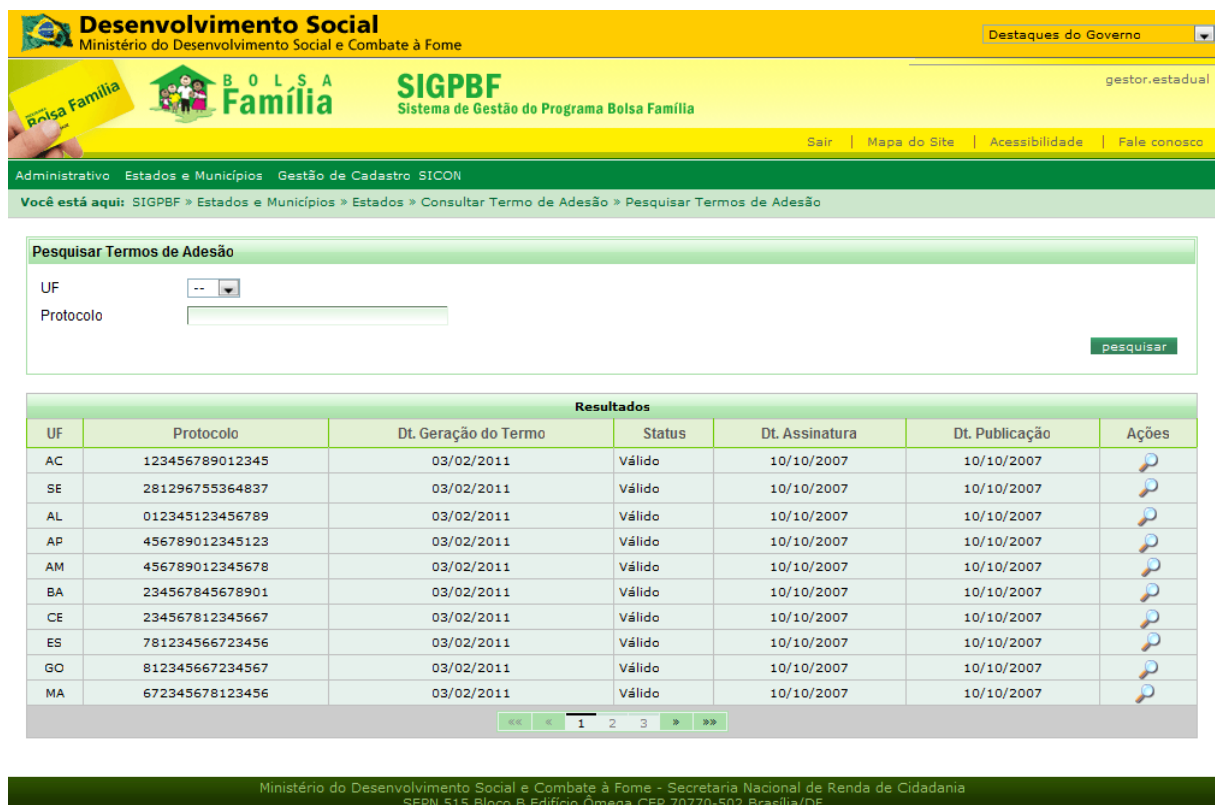 Desenvolvimento Social
Ministério do Desenvolvimento Social e Combate à Fome
Destaques do Governo
Bolsa Família
BOLSA
Família
SIGPBF
Sistema de Gestão do Programa Bolsa Família
gestor.estadual
Sair | Mapa do Site | Acessibilidade | Fale conosco
Administrativo Estados e Municípios Gestão de Cadastro SICON
Você está aqui: SIGPBF » Estados e Municípios » Estados » Consultar Termo de Adesão » Pesquisar Termos de Adesão
Pesquisar Termos de Adesão
UF --
Protocolo
pesquisar
Resultados
UF Protocolo Dt. Geração do Termo Status Dt. Assinatura Dt. Publicação Ações
AC 123456789012345 03/02/2011 Válido 10/10/2007 10/10/2007
SE 281296755364837 03/02/2011 Válido 10/10/2007 10/10/2007
AL 012345123456789 03/02/2011 Válido 10/10/2007 10/10/2007
AP 456789012345123 03/02/2011 Válido 10/10/2007 10/10/2007
AM 456789012345678 03/02/2011 Válido 10/10/2007 10/10/2007
BA 234567845678901 03/02/2011 Válido 10/10/2007 10/10/2007
CE 234567812345667 03/02/2011 Válido 10/10/2007 10/10/2007
ES 781234566723456 03/02/2011 Válido 10/10/2007 10/10/2007
GO 812345667234567 03/02/2011 Válido 10/10/2007 10/10/2007
MA 672345678123456 03/02/2011 Válido 10/10/2007 10/10/2007
«« « 1 2 3 » »»
Ministério do Desenvolvimento Social e Combate à Fome - Secretaria Nacional de Renda de Cidadania
SEPN 515 Bloco B Edifício Ômega CEP 70770-502 Brasília/DF